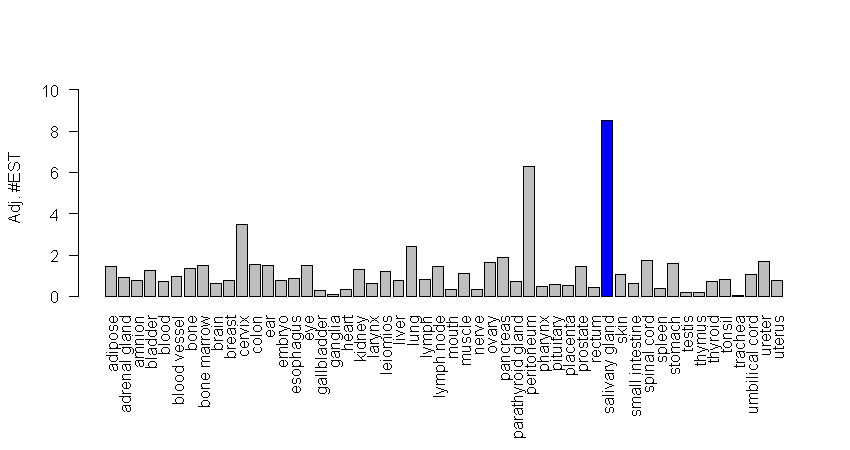 Adj. #EST
10
8
6
4
2
0
adipose
adrenal gland
amnion
bladder
blood
blood vessel
bone
bone marrow
brain
breast
cervix
colon
ear
embryo
esophagus
eye
gallbladder
ganglia
heart
kidney
larynx
leiomios
liver
lung
lymph
lymph node
mouth
muscle
nerve
ovary
pancreas
parathyroid gland
peritoneum
pharynx
pituitary
placenta
prostate
rectum
salivary gland
skin
small intestine
spinal cord
spleen
stomach
testis
thymus
thyroid
tonsil
trachea
umbilical cord
ureter
uterus